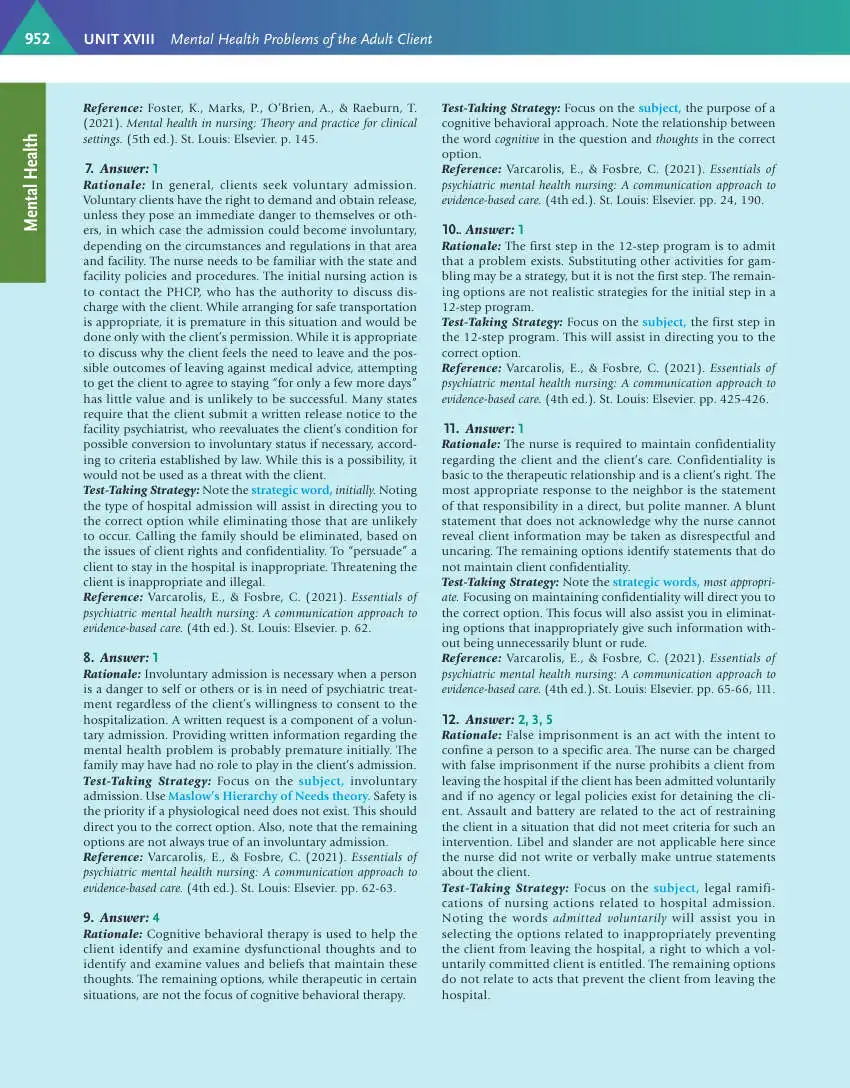 952
UNIT XVIII Mental Health Problems of the Adult Client
Mental Health
Reference: Foster, K., Marks, P., O’Brien, A., & Raeburn, T.
(2021). Mental health in nursing: Theory and practice for clinical
settings. (5th ed.). St. Louis: Elsevier. p. 145.
7. Answer: 1
Rationale: In general, clients seek voluntary admission.
Voluntary clients have the right to demand and obtain release,
unless they pose an immediate danger to themselves or oth-
ers, in which case the admission could become involuntary,
depending on the circumstances and regulations in that area
and facility. The nurse needs to be familiar with the state and
facility policies and procedures. The initial nursing action is
to contact the PHCP, who has the authority to discuss dis-
charge with the client. While arranging for safe transportation
is appropriate, it is premature in this situation and would be
done only with the client’s permission. While it is appropriate
to discuss why the client feels the need to leave and the pos-
sible outcomes of leaving against medical advice, attempting
to get the client to agree to staying “for only a few more days”
has little value and is unlikely to be successful. Many states
require that the client submit a written release notice to the
facility psychiatrist, who reevaluates the client’s condition for
possible conversion to involuntary status if necessary, accord-
ing to criteria established by law. While this is a possibility, it
would not be used as a threat with the client.
Test-Taking Strategy: Note the strategic word, initially. Noting
the type of hospital admission will assist in directing you to
the correct option while eliminating those that are unlikely
to occur. Calling the family should be eliminated, based on
the issues of client rights and confidentiality. To “persuade” a
client to stay in the hospital is inappropriate. Threatening the
client is inappropriate and illegal.
Reference: Varcarolis, E., & Fosbre, C. (2021). Essentials of
psychiatric mental health nursing: A communication approach to
evidence-based care. (4th ed.). St. Louis: Elsevier. p. 62.
8. Answer: 1
Rationale: Involuntary admission is necessary when a person
is a danger to self or others or is in need of psychiatric treat-
ment regardless of the client’s willingness to consent to the
hospitalization. A written request is a component of a volun-
tary admission. Providing written information regarding the
mental health problem is probably premature initially. The
family may have had no role to play in the client’s admission.
Test-Taking Strategy: Focus on the subject, involuntary
admission. Use Maslow’s Hierarchy of Needs theory. Safety is
the priority if a physiological need does not exist. This should
direct you to the correct option. Also, note that the remaining
options are not always true of an involuntary admission.
Reference: Varcarolis, E., & Fosbre, C. (2021). Essentials of
psychiatric mental health nursing: A communication approach to
evidence-based care. (4th ed.). St. Louis: Elsevier. pp. 62-63.
9. Answer: 4
Rationale: Cognitive behavioral therapy is used to help the
client identify and examine dysfunctional thoughts and to
identify and examine values and beliefs that maintain these
thoughts. The remaining options, while therapeutic in certain
situations, are not the focus of cognitive behavioral therapy.
Test-Taking Strategy: Focus on the subject, the purpose of a
cognitive behavioral approach. Note the relationship between
the word cognitive in the question and thoughts in the correct
option.
Reference: Varcarolis, E., & Fosbre, C. (2021). Essentials of
psychiatric mental health nursing: A communication approach to
evidence-based care. (4th ed.). St. Louis: Elsevier. pp. 24, 190.
10.. Answer: 1
Rationale: The first step in the 12-step program is to admit
that a problem exists. Substituting other activities for gam-
bling may be a strategy, but it is not the first step. The remain-
ing options are not realistic strategies for the initial step in a
12-step program.
Test-Taking Strategy: Focus on the subject, the first step in
the 12-step program. This will assist in directing you to the
correct option.
Reference: Varcarolis, E., & Fosbre, C. (2021). Essentials of
psychiatric mental health nursing: A communication approach to
evidence-based care. (4th ed.). St. Louis: Elsevier. pp. 425-426.
11. Answer: 1
Rationale: The nurse is required to maintain confidentiality
regarding the client and the client’s care. Confidentiality is
basic to the therapeutic relationship and is a client’s right. The
most appropriate response to the neighbor is the statement
of that responsibility in a direct, but polite manner. A blunt
statement that does not acknowledge why the nurse cannot
reveal client information may be taken as disrespectful and
uncaring. The remaining options identify statements that do
not maintain client confidentiality.
Test-Taking Strategy: Note the strategic words, most appropri-
ate. Focusing on maintaining confidentiality will direct you to
the correct option. This focus will also assist you in eliminat-
ing options that inappropriately give such information with-
out being unnecessarily blunt or rude.
Reference: Varcarolis, E., & Fosbre, C. (2021). Essentials of
psychiatric mental health nursing: A communication approach to
evidence-based care. (4th ed.). St. Louis: Elsevier. pp. 65-66, 111.
12. Answer: 2, 3, 5
Rationale: False imprisonment is an act with the intent to
confine a person to a specific area. The nurse can be charged
with false imprisonment if the nurse prohibits a client from
leaving the hospital if the client has been admitted voluntarily
and if no agency or legal policies exist for detaining the cli-
ent. Assault and battery are related to the act of restraining
the client in a situation that did not meet criteria for such an
intervention. Libel and slander are not applicable here since
the nurse did not write or verbally make untrue statements
about the client.
Test-Taking Strategy: Focus on the subject, legal ramifi-
cations of nursing actions related to hospital admission.
Noting the words admitted voluntarily will assist you in
selecting the options related to inappropriately preventing
the client from leaving the hospital, a right to which a vol-
untarily committed client is entitled. The remaining options
do not relate to acts that prevent the client from leaving the
hospital.